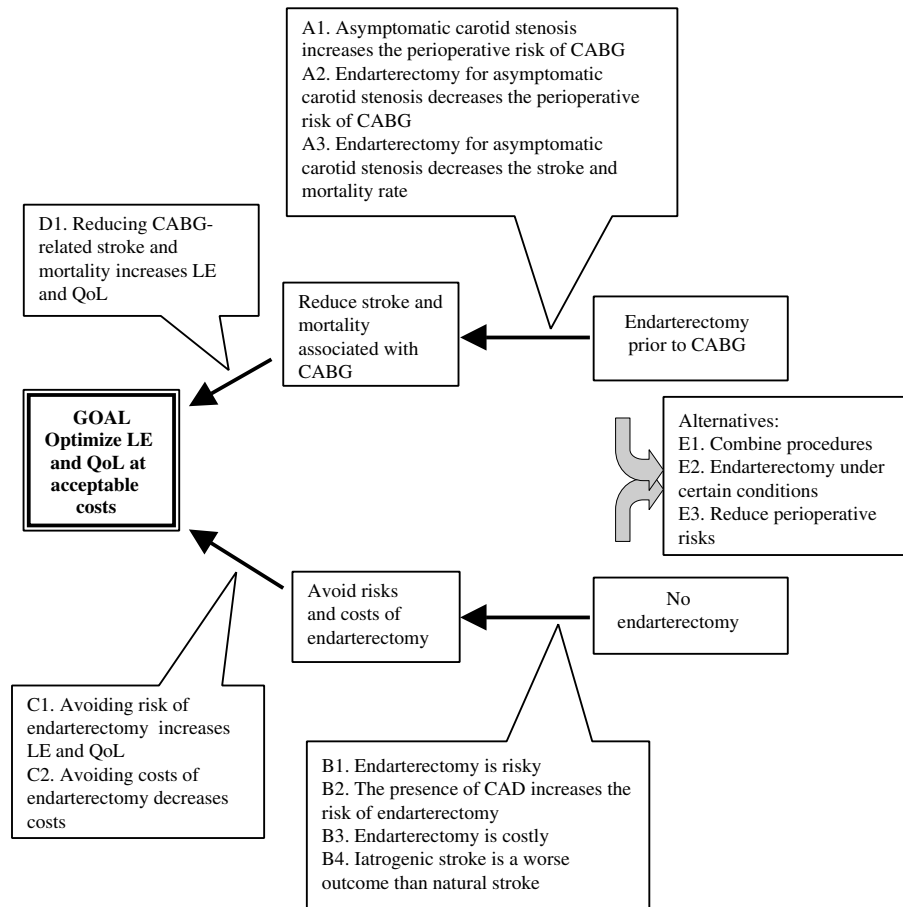 A1. Asymptomatic carotid stenosis
increases the perioperative risk of CABG
A2. Endarterectomy for asymptomatic
carotid stenosis decreases the perioperative
risk of CABG
A3. Endarterectomy for asymptomatic
carotid stenosis decreases the stroke and
mortality rate
D1. Reducing CABG-
related stroke and
mortality increases LE
and QoL
Reduce stroke and
mortality
associated with
CABG
Endarterectomy
prior to CABG
GOAL
Optimize LE
and QoL at
acceptable
costs
Alternatives:
E1. Combine procedures
E2. Endarterectomy under
certain conditions
E3. Reduce perioperative
risks
Avoid risks
and costs of
endarterectomy
No
endarterectomy
C1. Avoiding risk of
endarterectomy increases
LE and QoL
C2. Avoiding costs of
endarterectomy decreases
costs
B1. Endarterectomy is risky
B2. The presence of CAD increases the
risk of endarterectomy
B3. Endarterectomy is costly
B4. Iatrogenic stroke is a worse
outcome than natural stroke